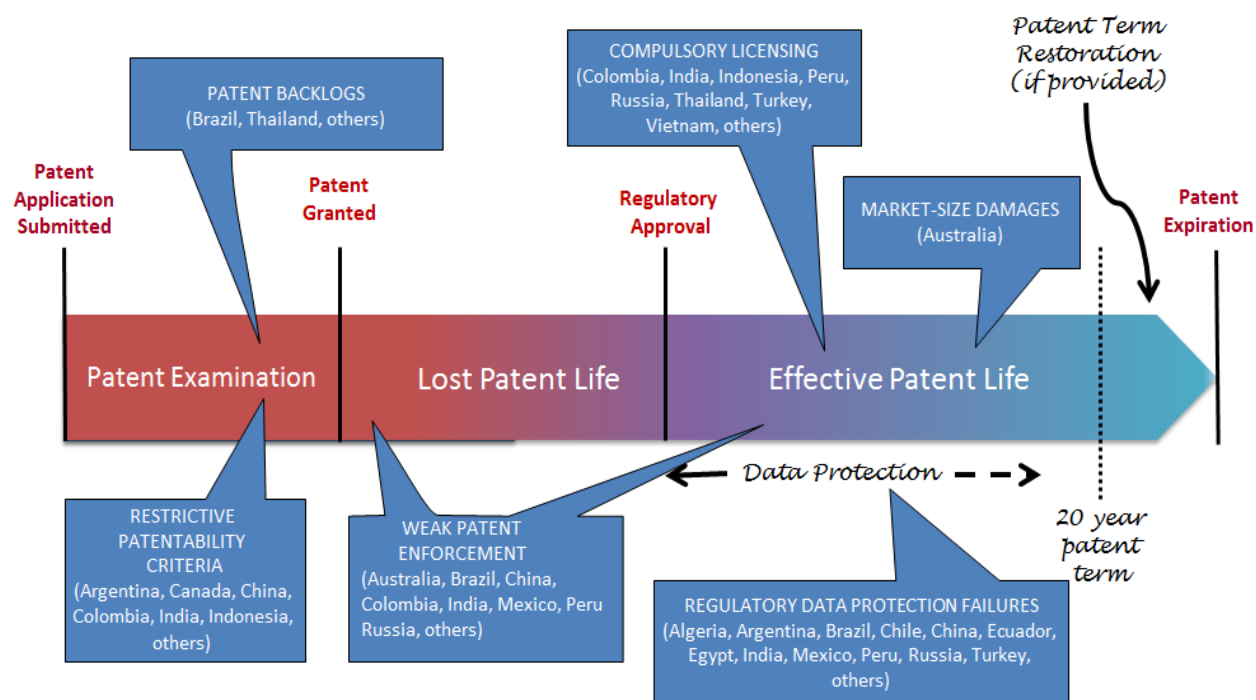 Patent Term
Restoration
(if provided)
COMPULSORY LICENSING
(Colombia, India, Indonesia, Peru,
Russia, Thailand, Turkey,
Vietnam, others)
PATENT BACKLOGS
(Brazil, Thailand, others)
Patent
Application
Submitted
Patent
Granted
Regulatory
Approval
MARKET-SIZE DAMAGES
(Australia)
Patent
Expiration
Patent Examination
Lost Patent Life
Effective Patent Life
Data Protection
20 year
patent
term
RESTRICTIVE
PATENTABILITY
CRITERIA
(Argentina, Canada, China,
Colombia, India, Indonesia,
others)
WEAK PATENT
ENFORCEMENT
(Australia, Brazil, China,
Colombia, India, Mexico, Peru
Russia, others)
REGULATORY DATA PROTECTION FAILURES
(Algeria, Argentina, Brazil, Chile, China, Ecuador,
Egypt, India, Mexico, Peru, Russia, Turkey,
others)